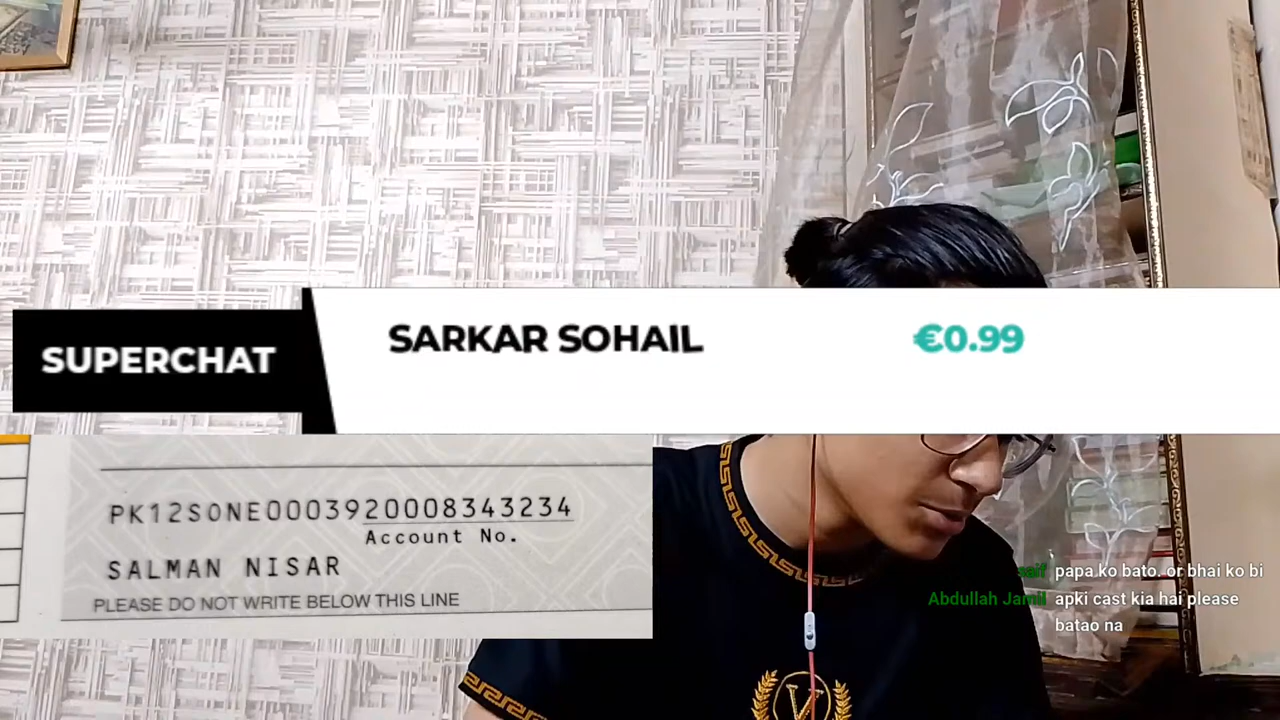 SUPERCHAT
SARKAR SOHAIL
€0.99
PK12SONE0003920008343234
Account No.
SALMAN NISAR
PLEASE DO NOT WRITE BELOW THIS LINE
saif papa ko bato. or bhai ko bi
Abdullah Jamil apki cast kia hai please
batao na
V